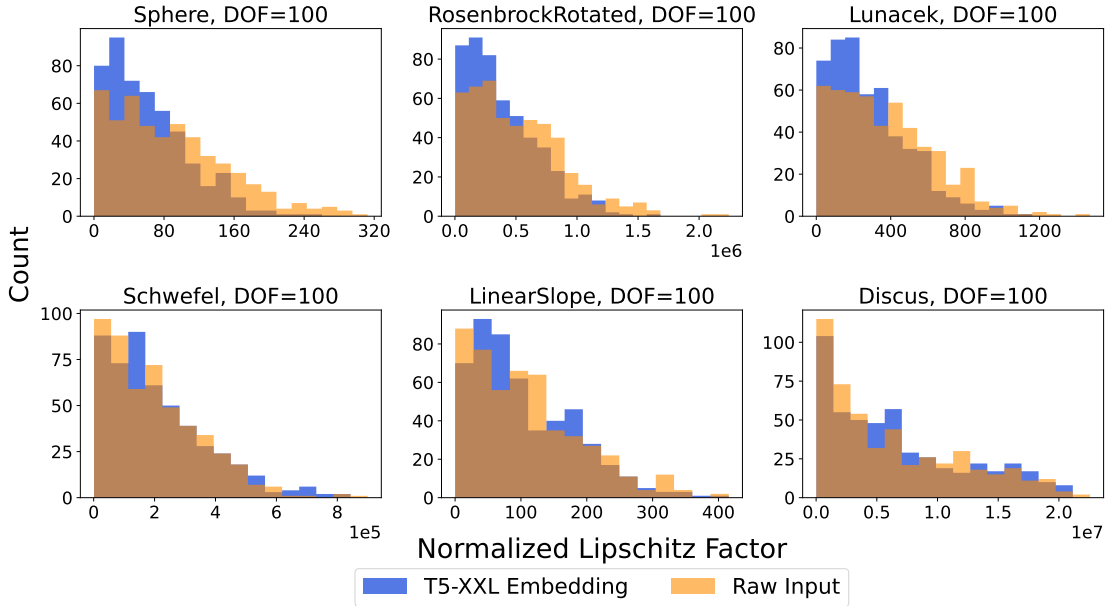 Sphere, DOF=100
RosenbrockRotated, DOF=100
Lunacek, DOF=100
80
60
40
20
0
0 80 160 240 320
80
60
40
20
0
0.0 0.5 1.0 1.5 2.0
1e6
80
60
40
20
0
0 400 800 1200
Count
Schwefel, DOF=100
LinearSlope, DOF=100
Discus, DOF=100
100
75
50
25
0
0 2 4 6 8
1e5
80
60
40
20
0
0 100 200 300 400
100
75
50
25
0
0.0 0.5 1.0 1.5 2.0
1e7
Normalized Lipschitz Factor
T5-XXL Embedding
Raw Input